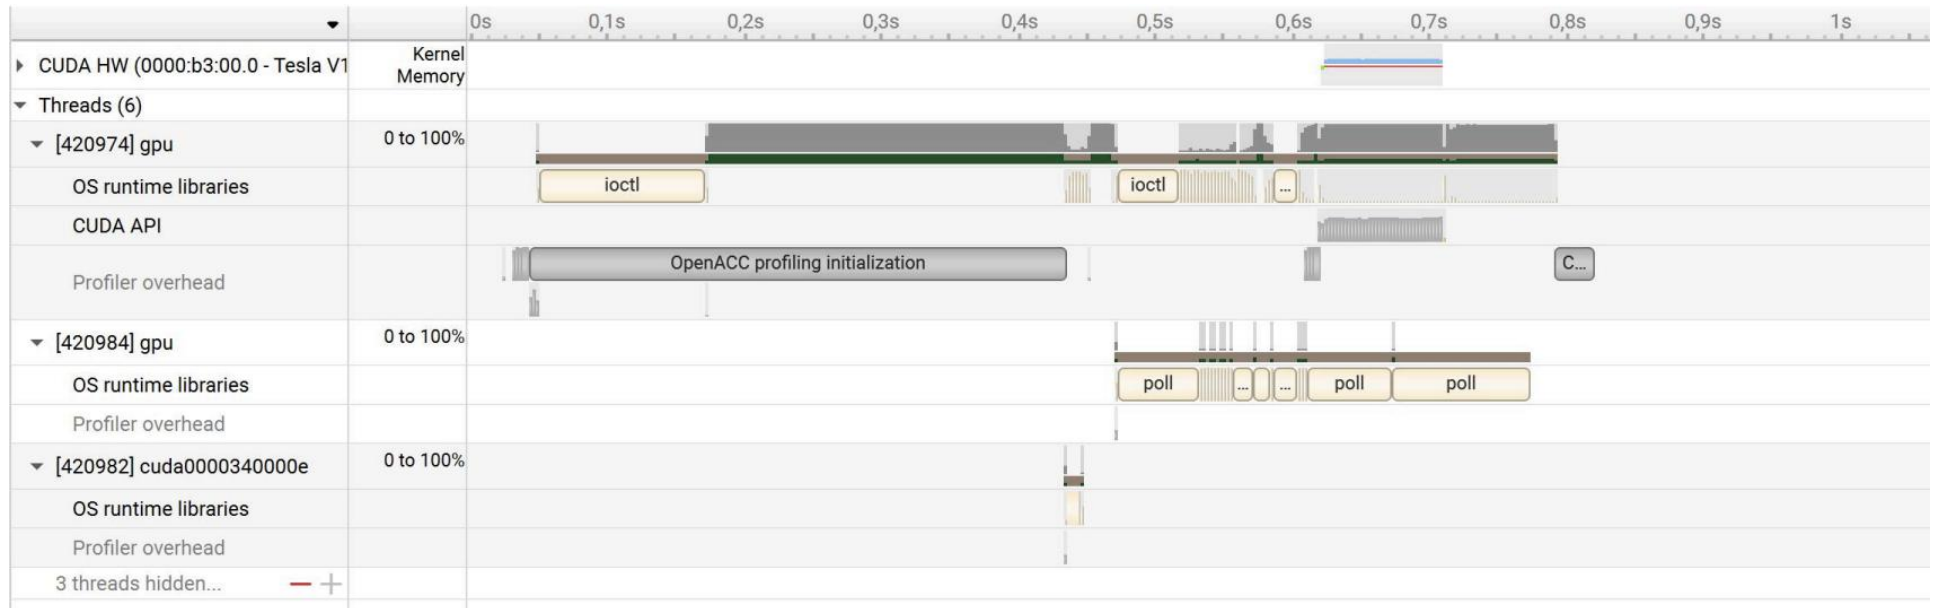 0s 0,1s 0,2s 0,3s 0,4s 0,5s 0,6s 0,7s 0,8s 0,9s 1s
CUDA HW (0000:b3:00.0 - Tesla V1
Kernel
Memory
Threads (6)
[420974] gpu 0 to 100%
OS runtime libraries ioctl ioctl ...
CUDA API
Profiler overhead OpenACC profiling initialization C...
[420984] gpu 0 to 100%
OS runtime libraries poll ... ... poll poll
Profiler overhead
[420982] cuda0000340000e 0 to 100%
OS runtime libraries
Profiler overhead
3 threads hidden...